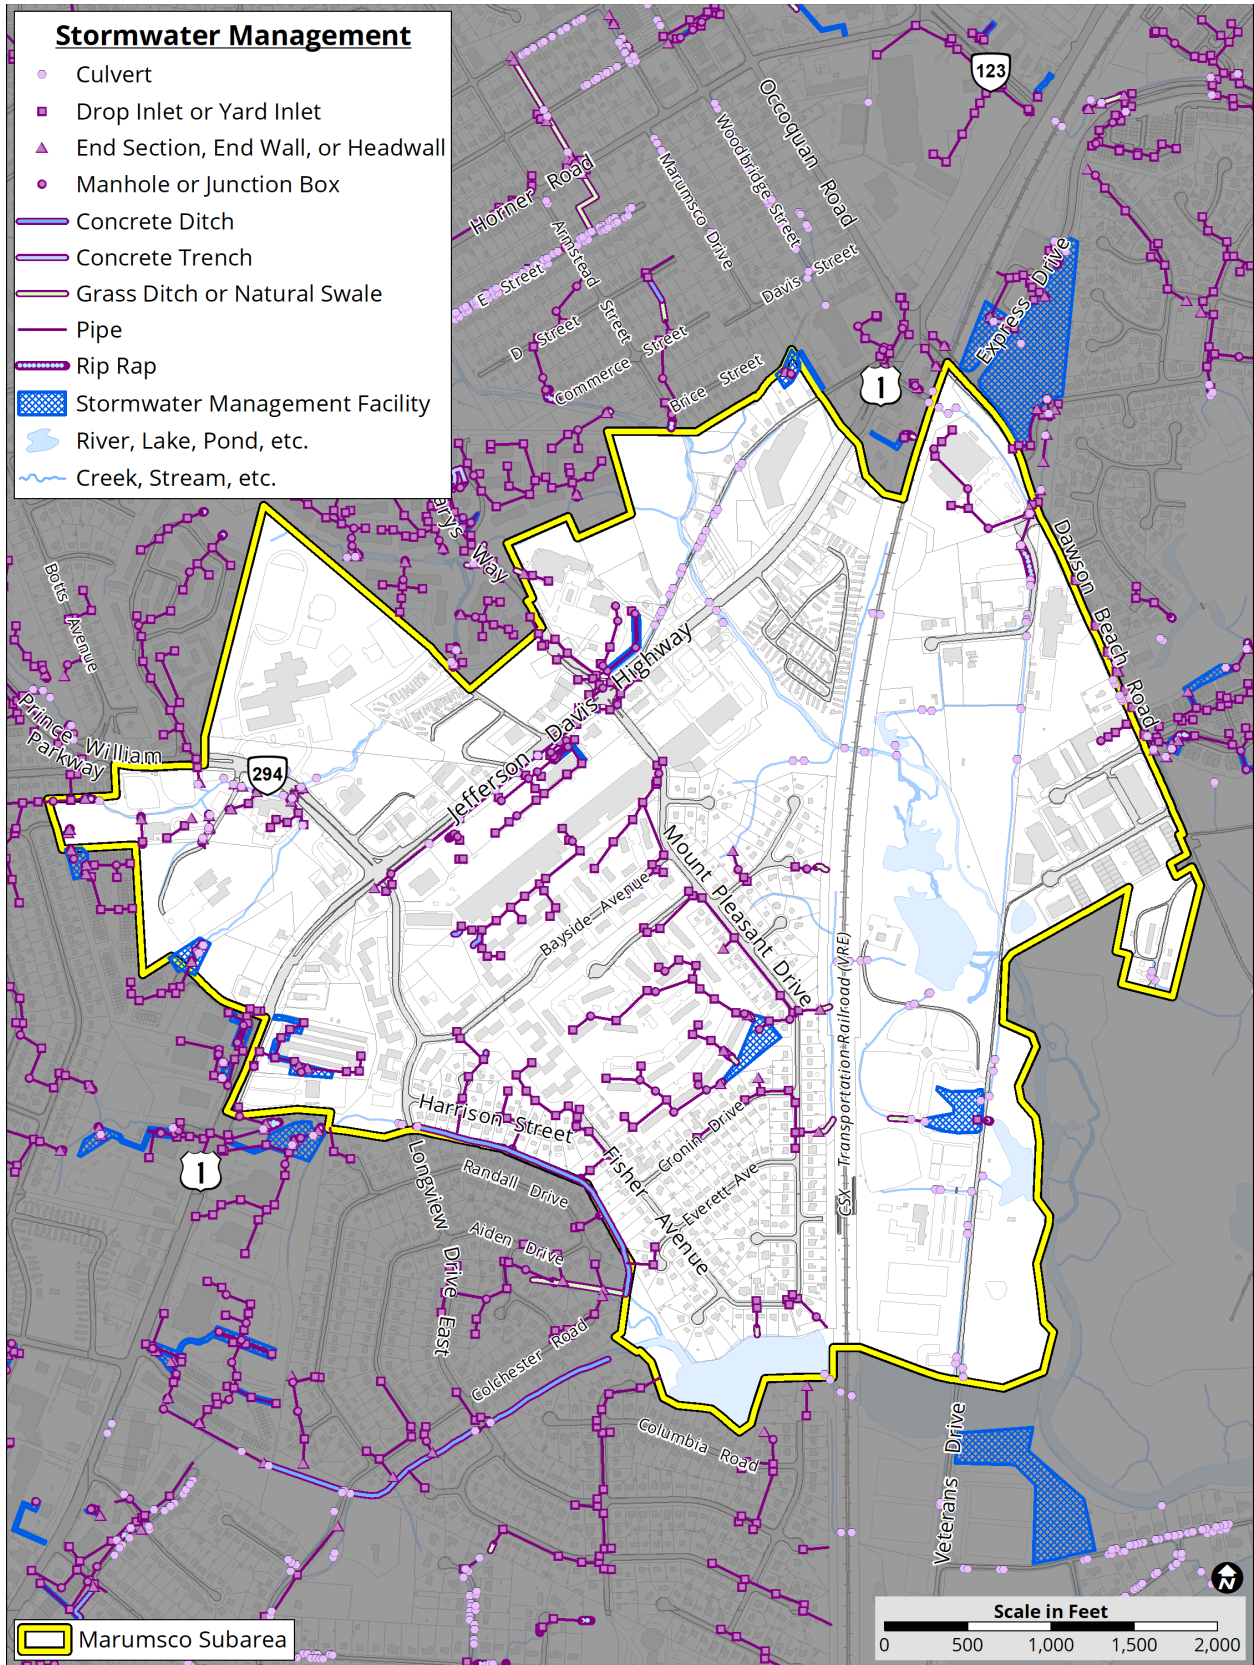 Stormwater Management
Culvert
Drop Inlet or Yard Inlet
End Section, End Wall, or Headwall
Manhole or Junction Box
Concrete Ditch
Concrete Trench
Grass Ditch or Natural Swale
Pipe
Rip Rap
Stormwater Management Facility
River, Lake, Pond, etc.
Creek, Stream, etc.
123
Occoquan Road
Woodbridge Street
Marumsco Drive
Horner Road
Armstead Street
E Street
Davis Street
D Street
Commerce Street
Brice Street
Express Drive
1
arys Way
Botts Avenue
Dawson Beach Road
Prince William
Parkway
294
Jefferson Davis Highway
Mount Pleasant Drive
Bayside Avenue
CSX Transportation Railroad (VRE)
Harrison Street
Cronin Drive
Fisher Avenue
Everett Ave
Randall Drive
Longview Drive East
Aiden Drive
1
Colchester Road
Columbia Road
Veterans Drive
N
Scale in Feet
0 500 1,000 1,500 2,000
Marumsco Subarea